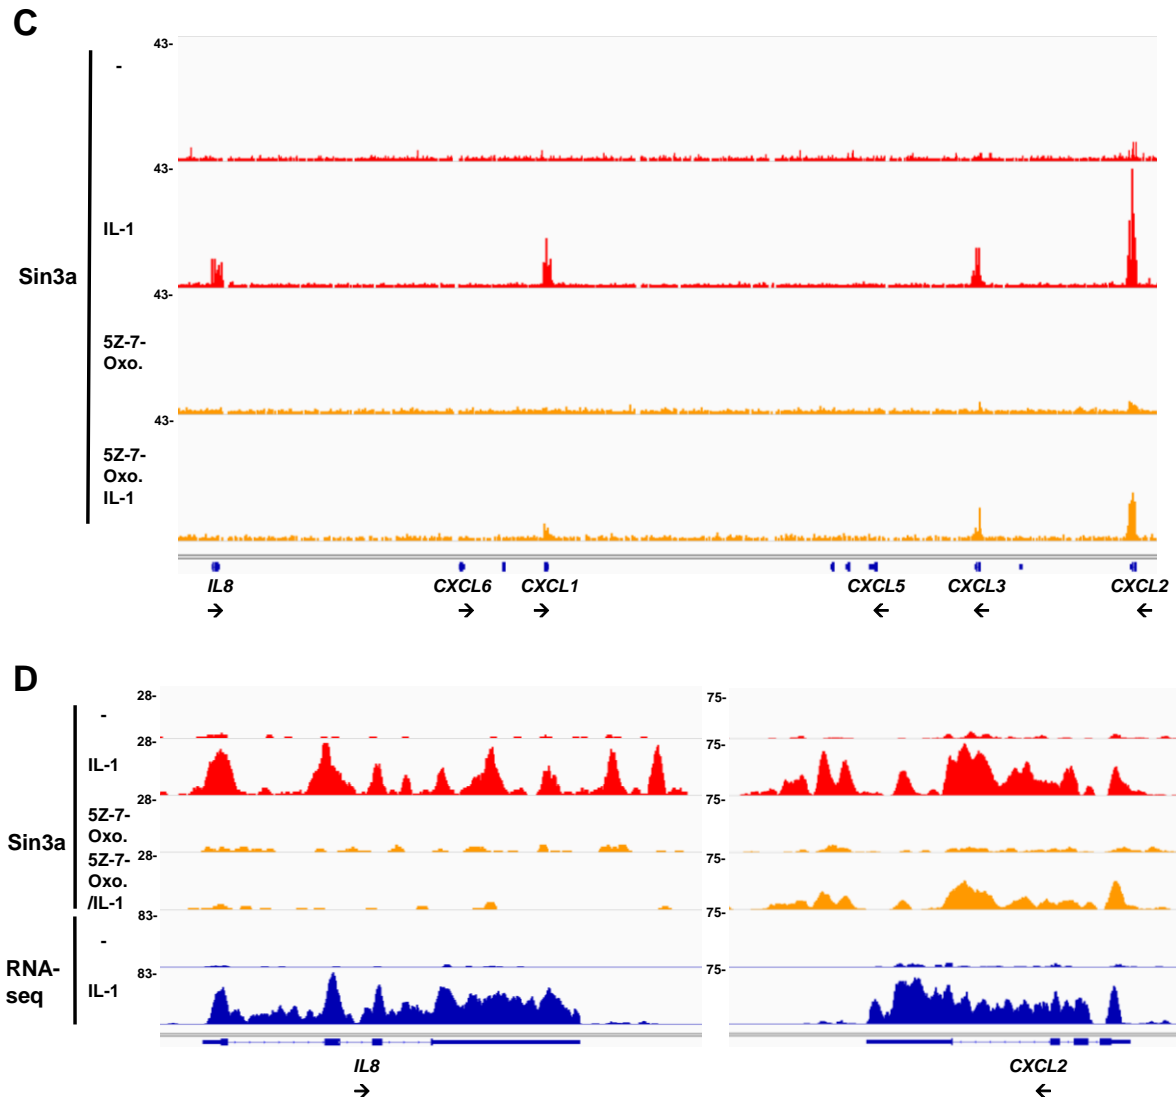 C
43-
-
43-
IL-1
Sin3a
43-
5Z-7-
Oxo.
43-
5Z-7-
Oxo.
IL-1
IL8 CXCL6 CXCL1 CXCL5 CXCL3 CXCL2
→ → → ← ← ←
D
28- 75-
-
28- 75-
IL-1
28- 75-
5Z-7-
Oxo.
Sin3a
28- 75-
5Z-7-
Oxo.
/IL-1
83- 75-
-
RNA-
seq
83- 75-
IL-1
IL8 CXCL2
→ ←